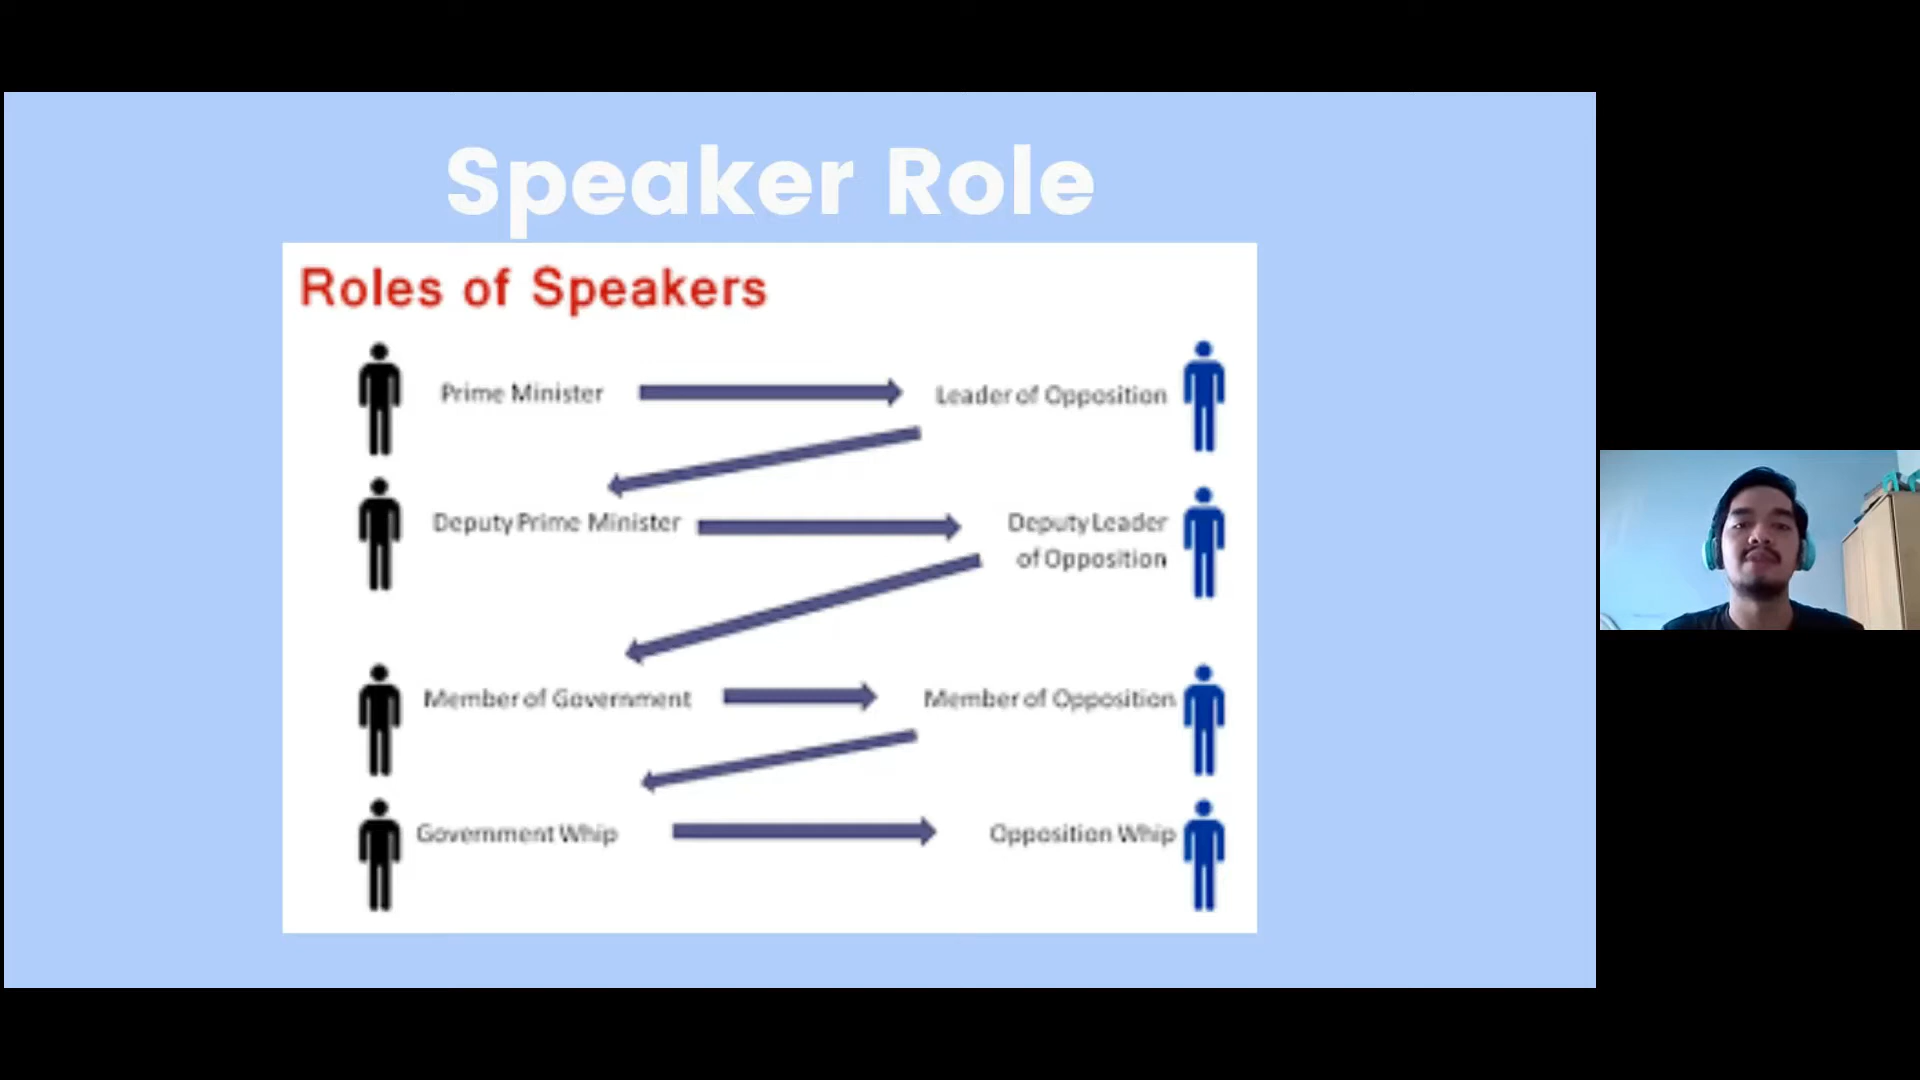 Speaker Role
Roles of Speakers
Prime Minister
Leader of Opposition
Deputy Prime Minister
Deputy Leader
of Opposition
Member of Government
Member of Opposition
Government Whip
Opposition Whip